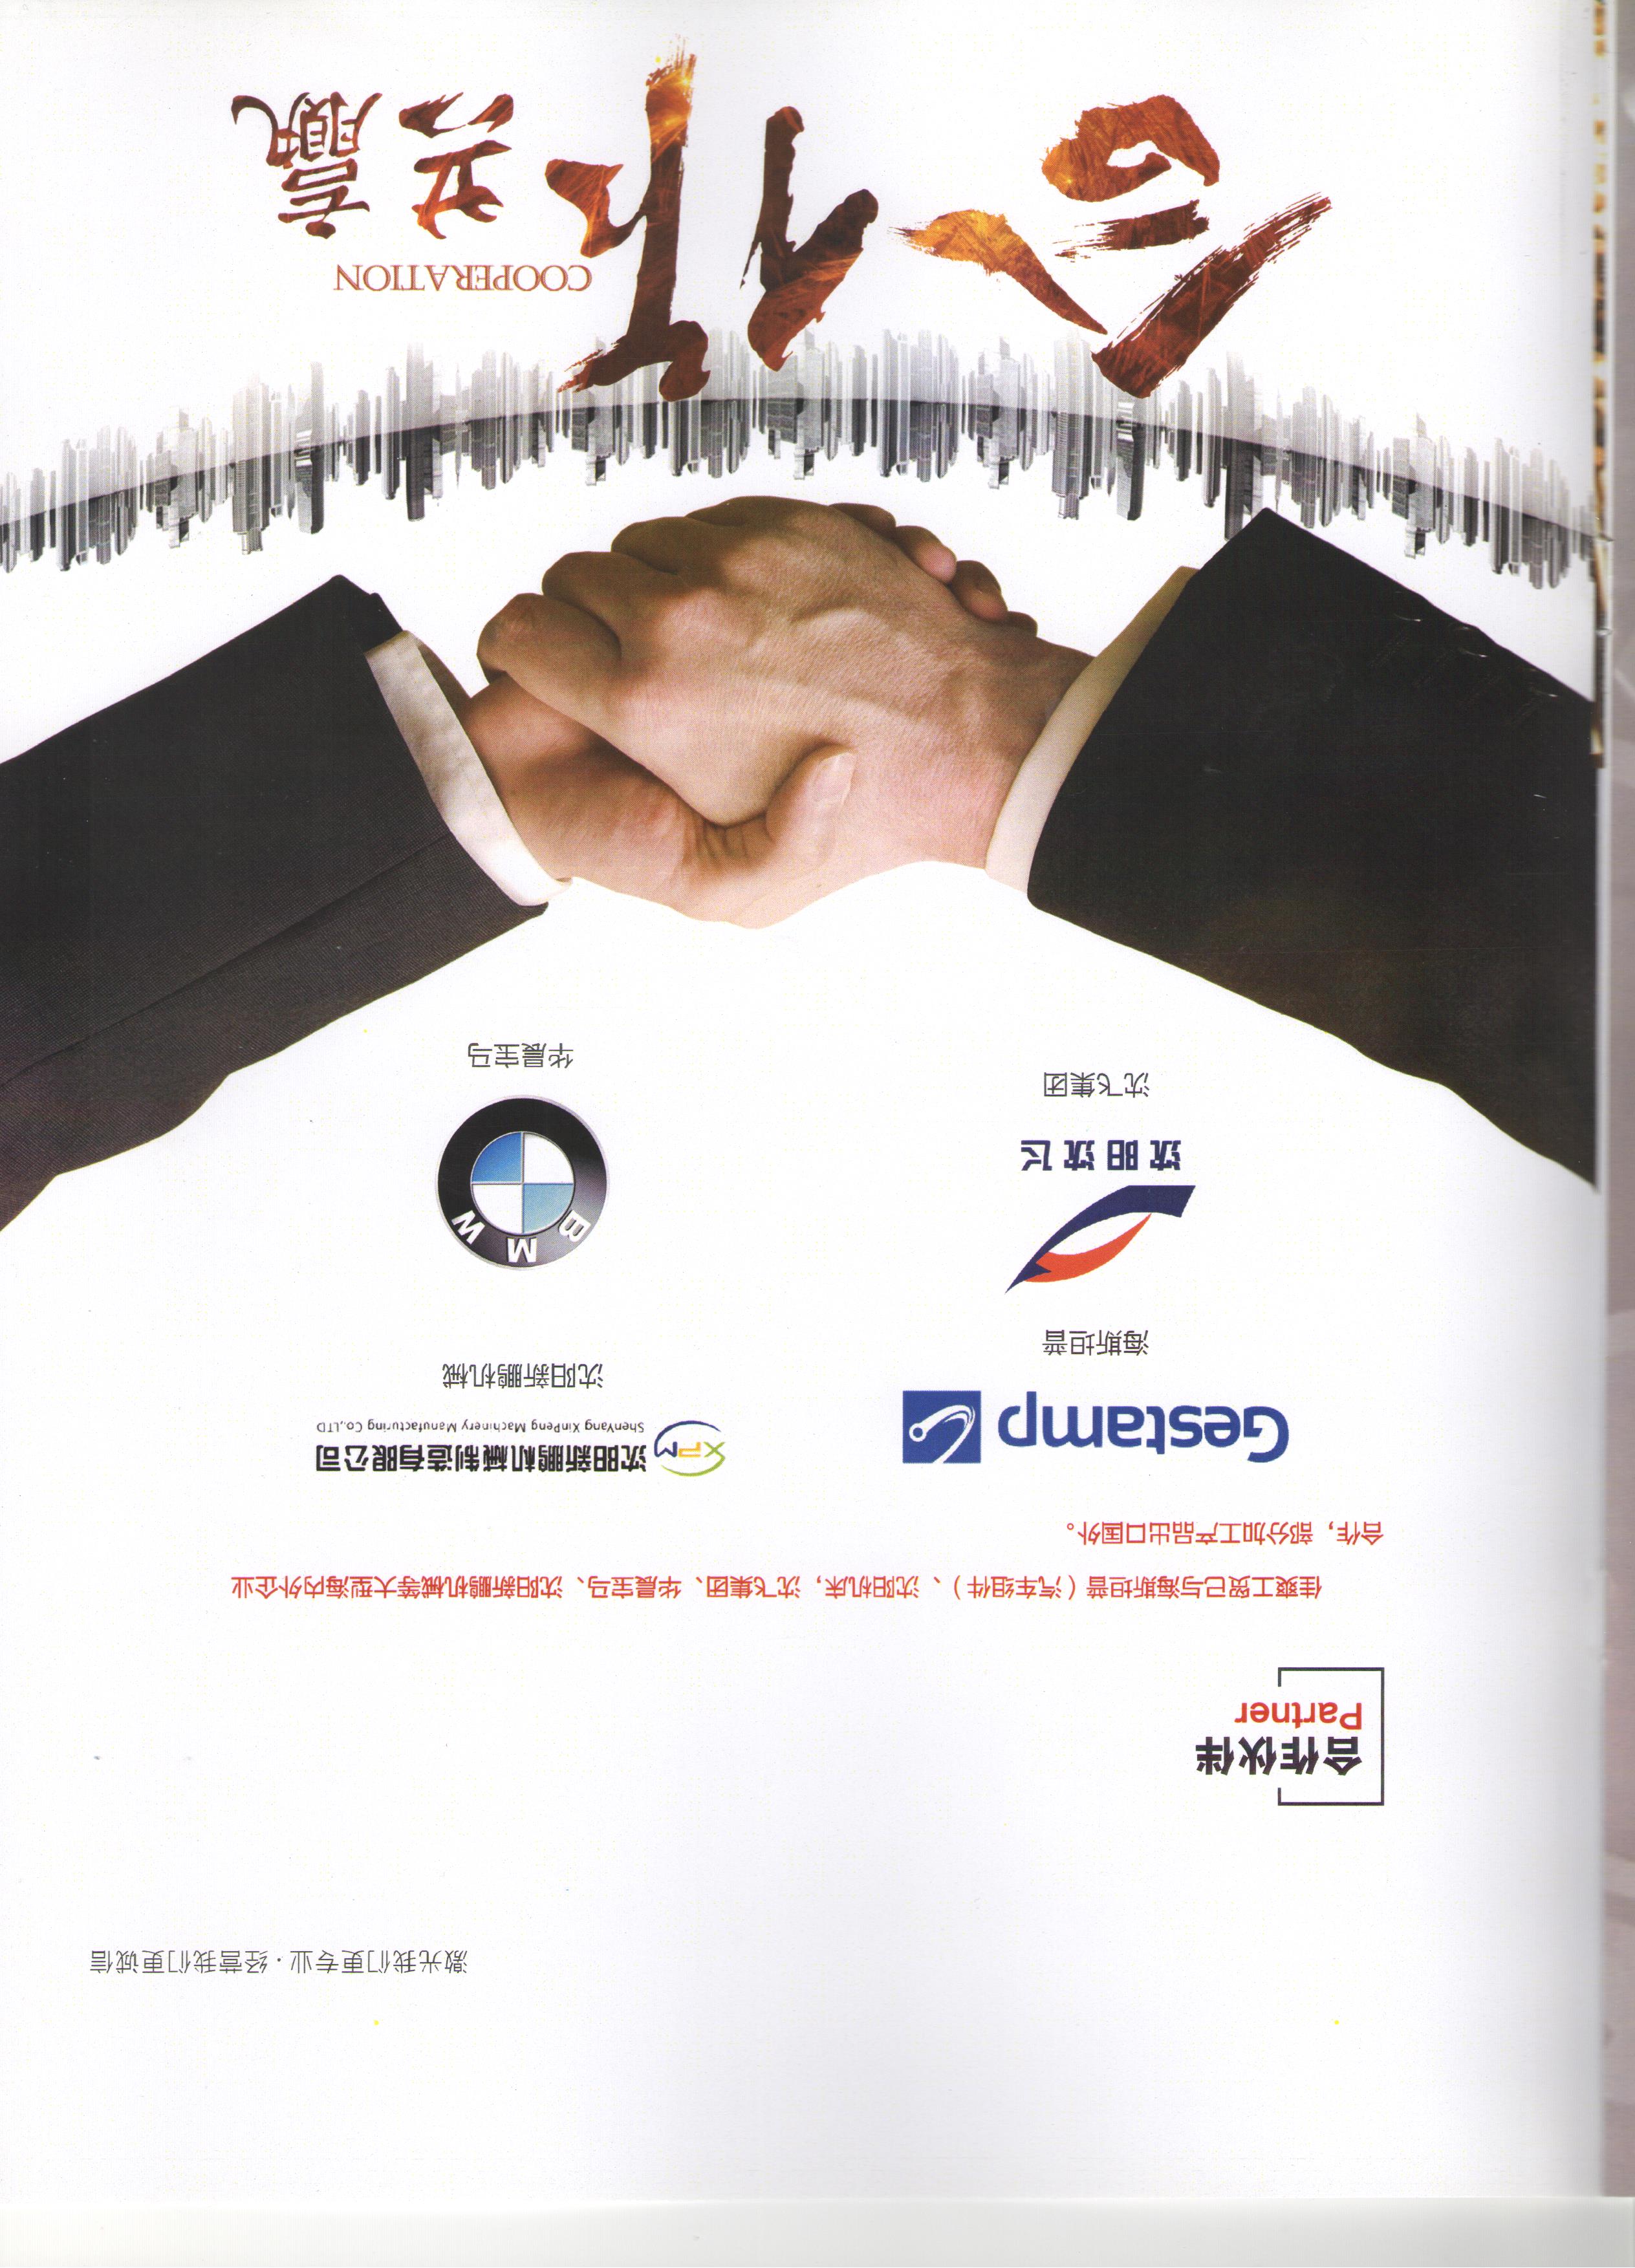 激光我们更专业·经营我们更诚信
合作伙伴
Partner
佳爽工贸已与海斯坦普（汽车组件）、沈阳机床，沈飞集团、华晨宝马、沈阳新鹏机械等大型海内外企业
合作，部分加工产品出口国外。
Gestamp
海斯坦普
XPM
沈阳新鹏机械制造有限公司
ShenYang XinPeng Machinery Manufacturing Co.,LTD
沈阳新鹏机械
沈阳沈飞
沈飞集团
BMW
华晨宝马
COOPERATION
合作共赢